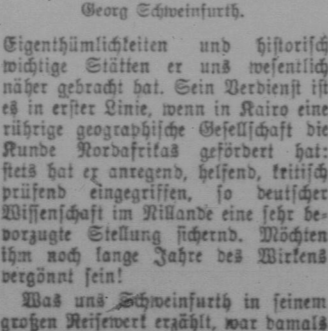 Georg Schweinfurth.
Eigenthümlichkeiten und historisch
wichtige Stätten er uns wesentlich
näher gebracht hat. Sein Verdienst ist
es in erster Linie, wenn in Kairo eine
rührige geographische Gesellschaft die
Kunde Nordafrikas gefördert hat:
stets hat er anregend, helfend, kritisch
prüfend eingegriffen, so deutscher
Wissenschaft im Nillande eine sehr be-
vorzugte Stellung sichernd. Möchten
ihm noch lange Jahre des Wirkens
vergönnt sein!
Was uns Schweinfurth in seinem
großen Reisewerk erzählt, war damals